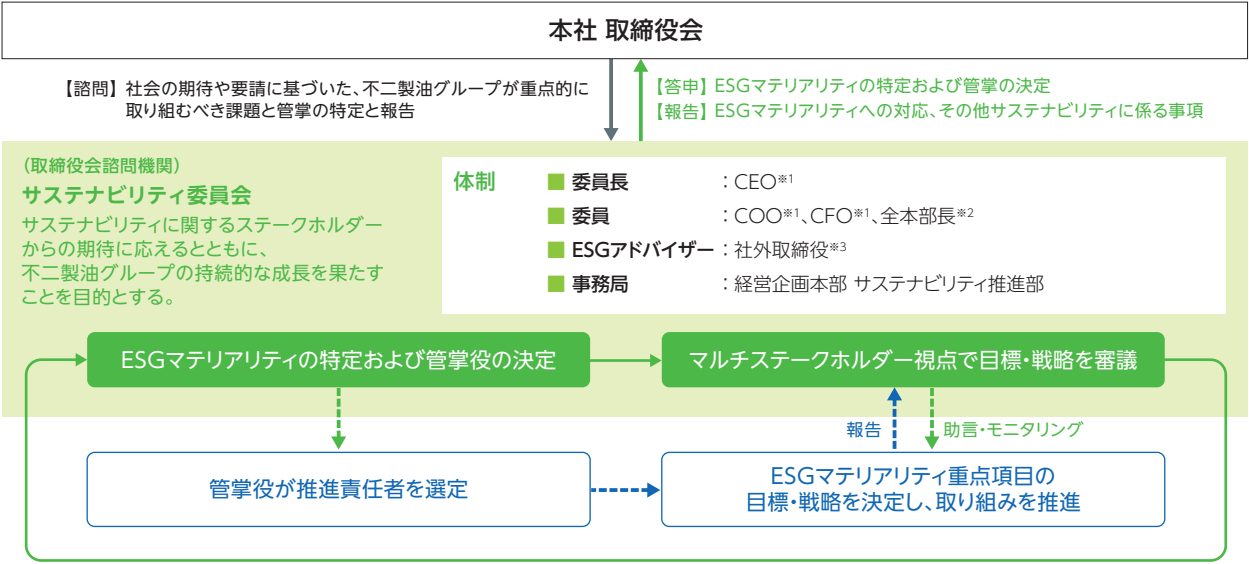 本社 取締役会
【諮問】 社会の期待や要請に基づいた、不二製油グループが重点的に
取り組むべき課題と管掌の特定と報告
【答申】 ESGマテリアリティの特定および管掌の決定
【報告】 ESGマテリアリティへの対応、その他サステナビリティに係る事項
（取締役会諮問機関）
サステナビリティ委員会
サステナビリティに関するステークホルダー
からの期待に応えるとともに、
不二製油グループの持続的な成長を果たす
ことを目的とする。
体制
■ 委員長 ：CEO※1
■ 委員 ：COO※1、CFO※1、全本部長※2
■ ESGアドバイザー ：社外取締役※3
■ 事務局 ：経営企画本部 サステナビリティ推進部
ESGマテリアリティの特定および管掌役の決定
マルチステークホルダー視点で目標・戦略を審議
報告
助言・モニタリング
管掌役が推進責任者を選定
ESGマテリアリティ重点項目の
目標・戦略を決定し、取り組みを推進